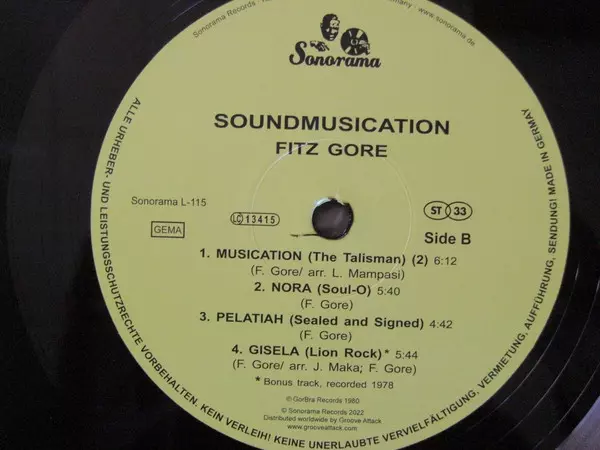 Sonorama Records
Germany · www.sonorama.de
Sonorama
SOUNDMUSICATION
FITZ GORE
Sonorama L-115
LC 13415
ST 33
GEMA
Side B
1. MUSICATION (The Talisman) (2) 6:12
(F. Gore/ arr. L. Mampasi)
2. NORA (Soul-O) 5:40
(F. Gore)
3. PELATIAH (Sealed and Signed) 4:42
(F. Gore)
4. GISELA (Lion Rock)* 5:44
(F. Gore/ arr. J. Maka; F. Gore)
* Bonus track, recorded 1978
℗ GorBra Records 1980
© Sonorama Records 2022
Distributed worldwide by Groove Attack
www.grooveattack.com
ALLE URHEBER- UND LEISTUNGSSCHUTZRECHTE VORBEHALTEN. KEIN VERLEIH! KEINE UNERLAUBTE VERVIELFÄLTIGUNG, VERMIETUNG, AUFFÜHRUNG, SENDUNG! MADE IN GERMANY